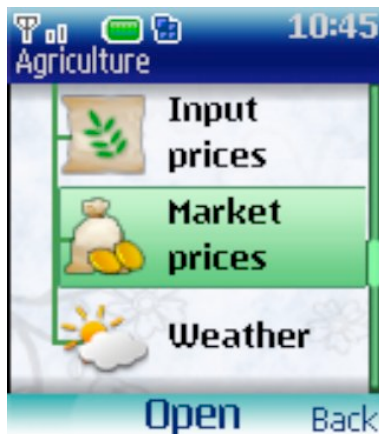 10:45
Agriculture
Input
prices
Market
prices
Weather
Open Back